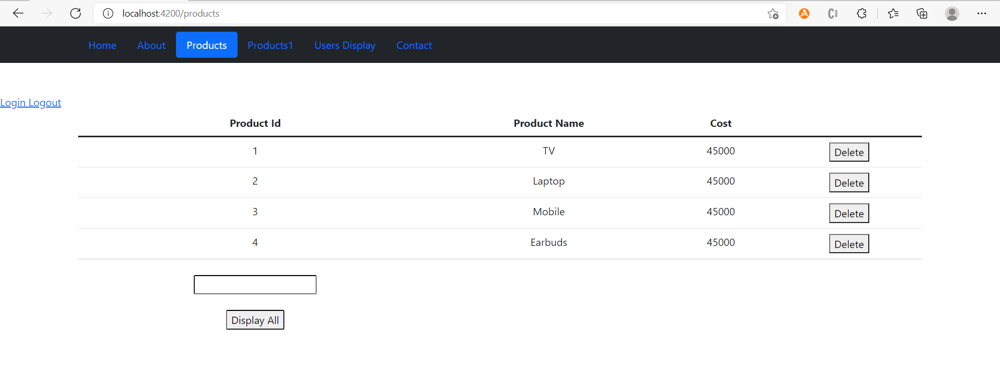 localhost:4200/products
Home About Products Products1 Users Display Contact
Login Logout
Product Id Product Name Cost
1 TV 45000 Delete
2 Laptop 45000 Delete
3 Mobile 45000 Delete
4 Earbuds 45000 Delete
Display All